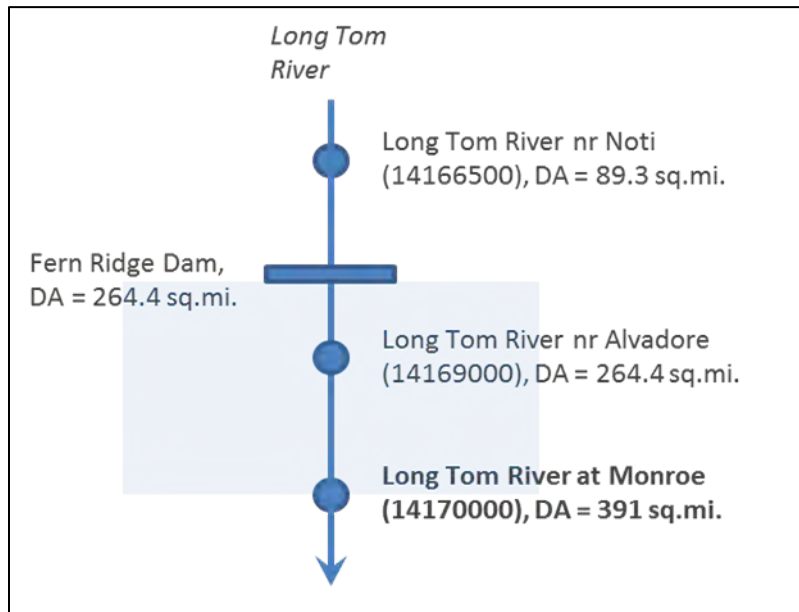 Long Tom
River
Long Tom River nr Noti
(14166500), DA = 89.3 sq.mi.
Fern Ridge Dam,
DA = 264.4 sq.mi.
Long Tom River nr Alvadore
(14169000), DA = 264.4 sq.mi.
Long Tom River at Monroe
(14170000), DA = 391 sq.mi.